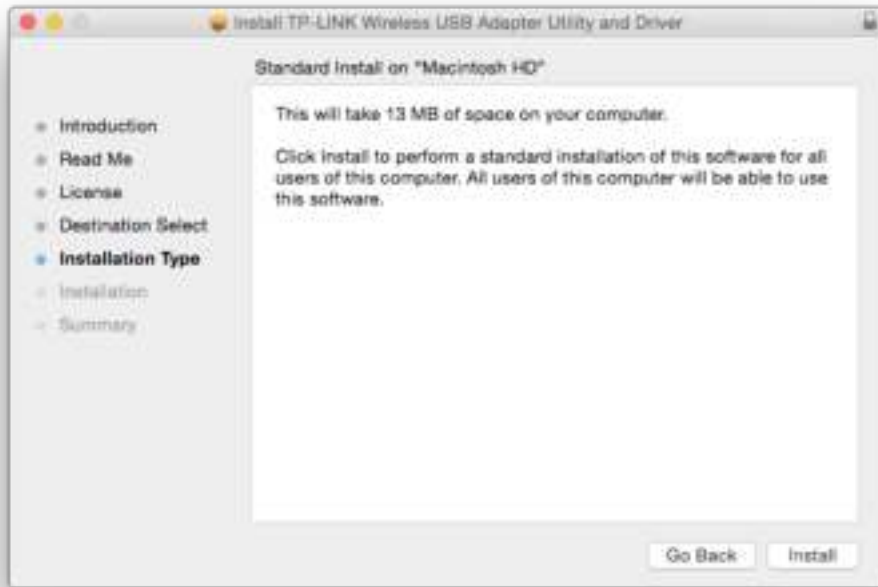 Install TP-LINK Wireless USB Adapter Utility and Driver
Standard Install on "Macintosh HD"
Introduction
Read Me
License
Destination Select
Installation Type
Installation
Summary
This will take 13 MB of space on your computer.
Click Install to perform a standard installation of this software for all
users of this computer. All users of this computer will be able to use
this software.
Go Back
Install